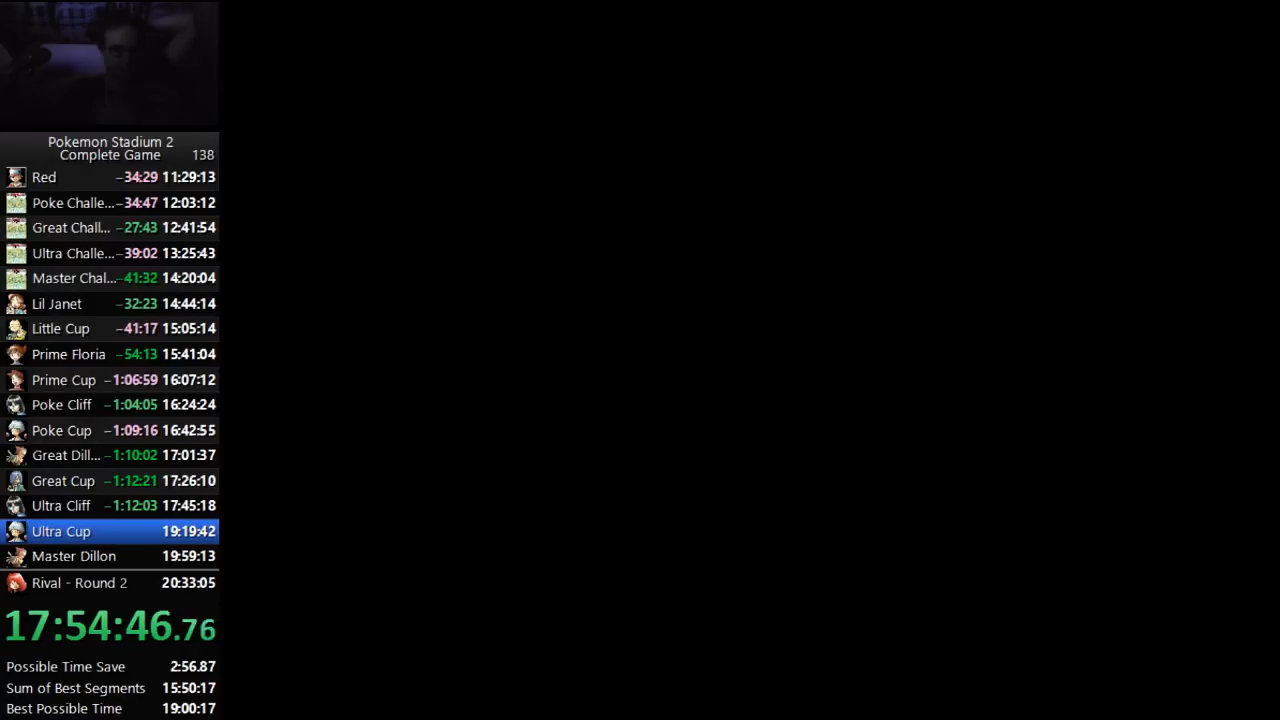 Pokemon Stadium 2
Complete Game 138
Red −34:29 11:29:13
Poke Challe... −34:47 12:03:12
Great Chall... −27:43 12:41:54
Ultra Challe... −39:02 13:25:43
Master Chal... −41:32 14:20:04
Lil Janet −32:23 14:44:14
Little Cup −41:17 15:05:14
Prime Floria −54:13 15:41:04
Prime Cup −1:06:59 16:07:12
Poke Cliff −1:04:05 16:24:24
Poke Cup −1:09:16 16:42:55
Great Dill... −1:10:02 17:01:37
Great Cup −1:12:21 17:26:10
Ultra Cliff −1:12:03 17:45:18
Ultra Cup 19:19:42
Master Dillon 19:59:13
Rival - Round 2 20:33:05
17:54:46.76
Possible Time Save 2:56.87
Sum of Best Segments 15:50:17
Best Possible Time 19:00:17